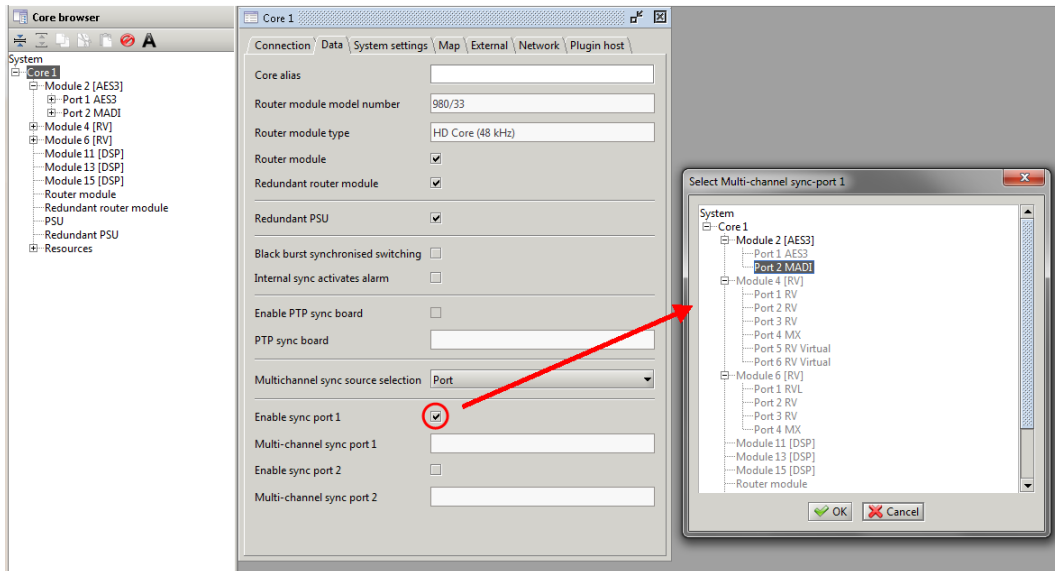 Core browser
System
Core 1
Module 2 [AES3]
Port 1 AES3
Port 2 MADI
Module 4 [RV]
Module 6 [RV]
Module 11 [DSP]
Module 13 [DSP]
Module 15 [DSP]
Router module
Redundant router module
PSU
Redundant PSU
Resources
Core 1
Connection Data System settings Map External Network Plugin host
Core alias
Router module model number 980/33
Router module type HD Core (48 kHz)
Router module
Redundant router module
Redundant PSU
Black burst synchronised switching
Internal sync activates alarm
Enable PTP sync board
PTP sync board
Multichannel sync source selection Port
Enable sync port 1
Multi-channel sync port 1
Enable sync port 2
Multi-channel sync port 2
Select Multi-channel sync-port 1
System
Core 1
Module 2 [AES3]
Port 1 AES3
Port 2 MADI
Module 4 [RV]
Port 1 RV
Port 2 RV
Port 3 RV
Port 4 MX
Port 5 RV Virtual
Port 6 RV Virtual
Module 6 [RV]
Port 1 RVL
Port 2 RV
Port 3 RV
Port 4 MX
Module 11 [DSP]
Module 13 [DSP]
Module 15 [DSP]
Router module
OK Cancel